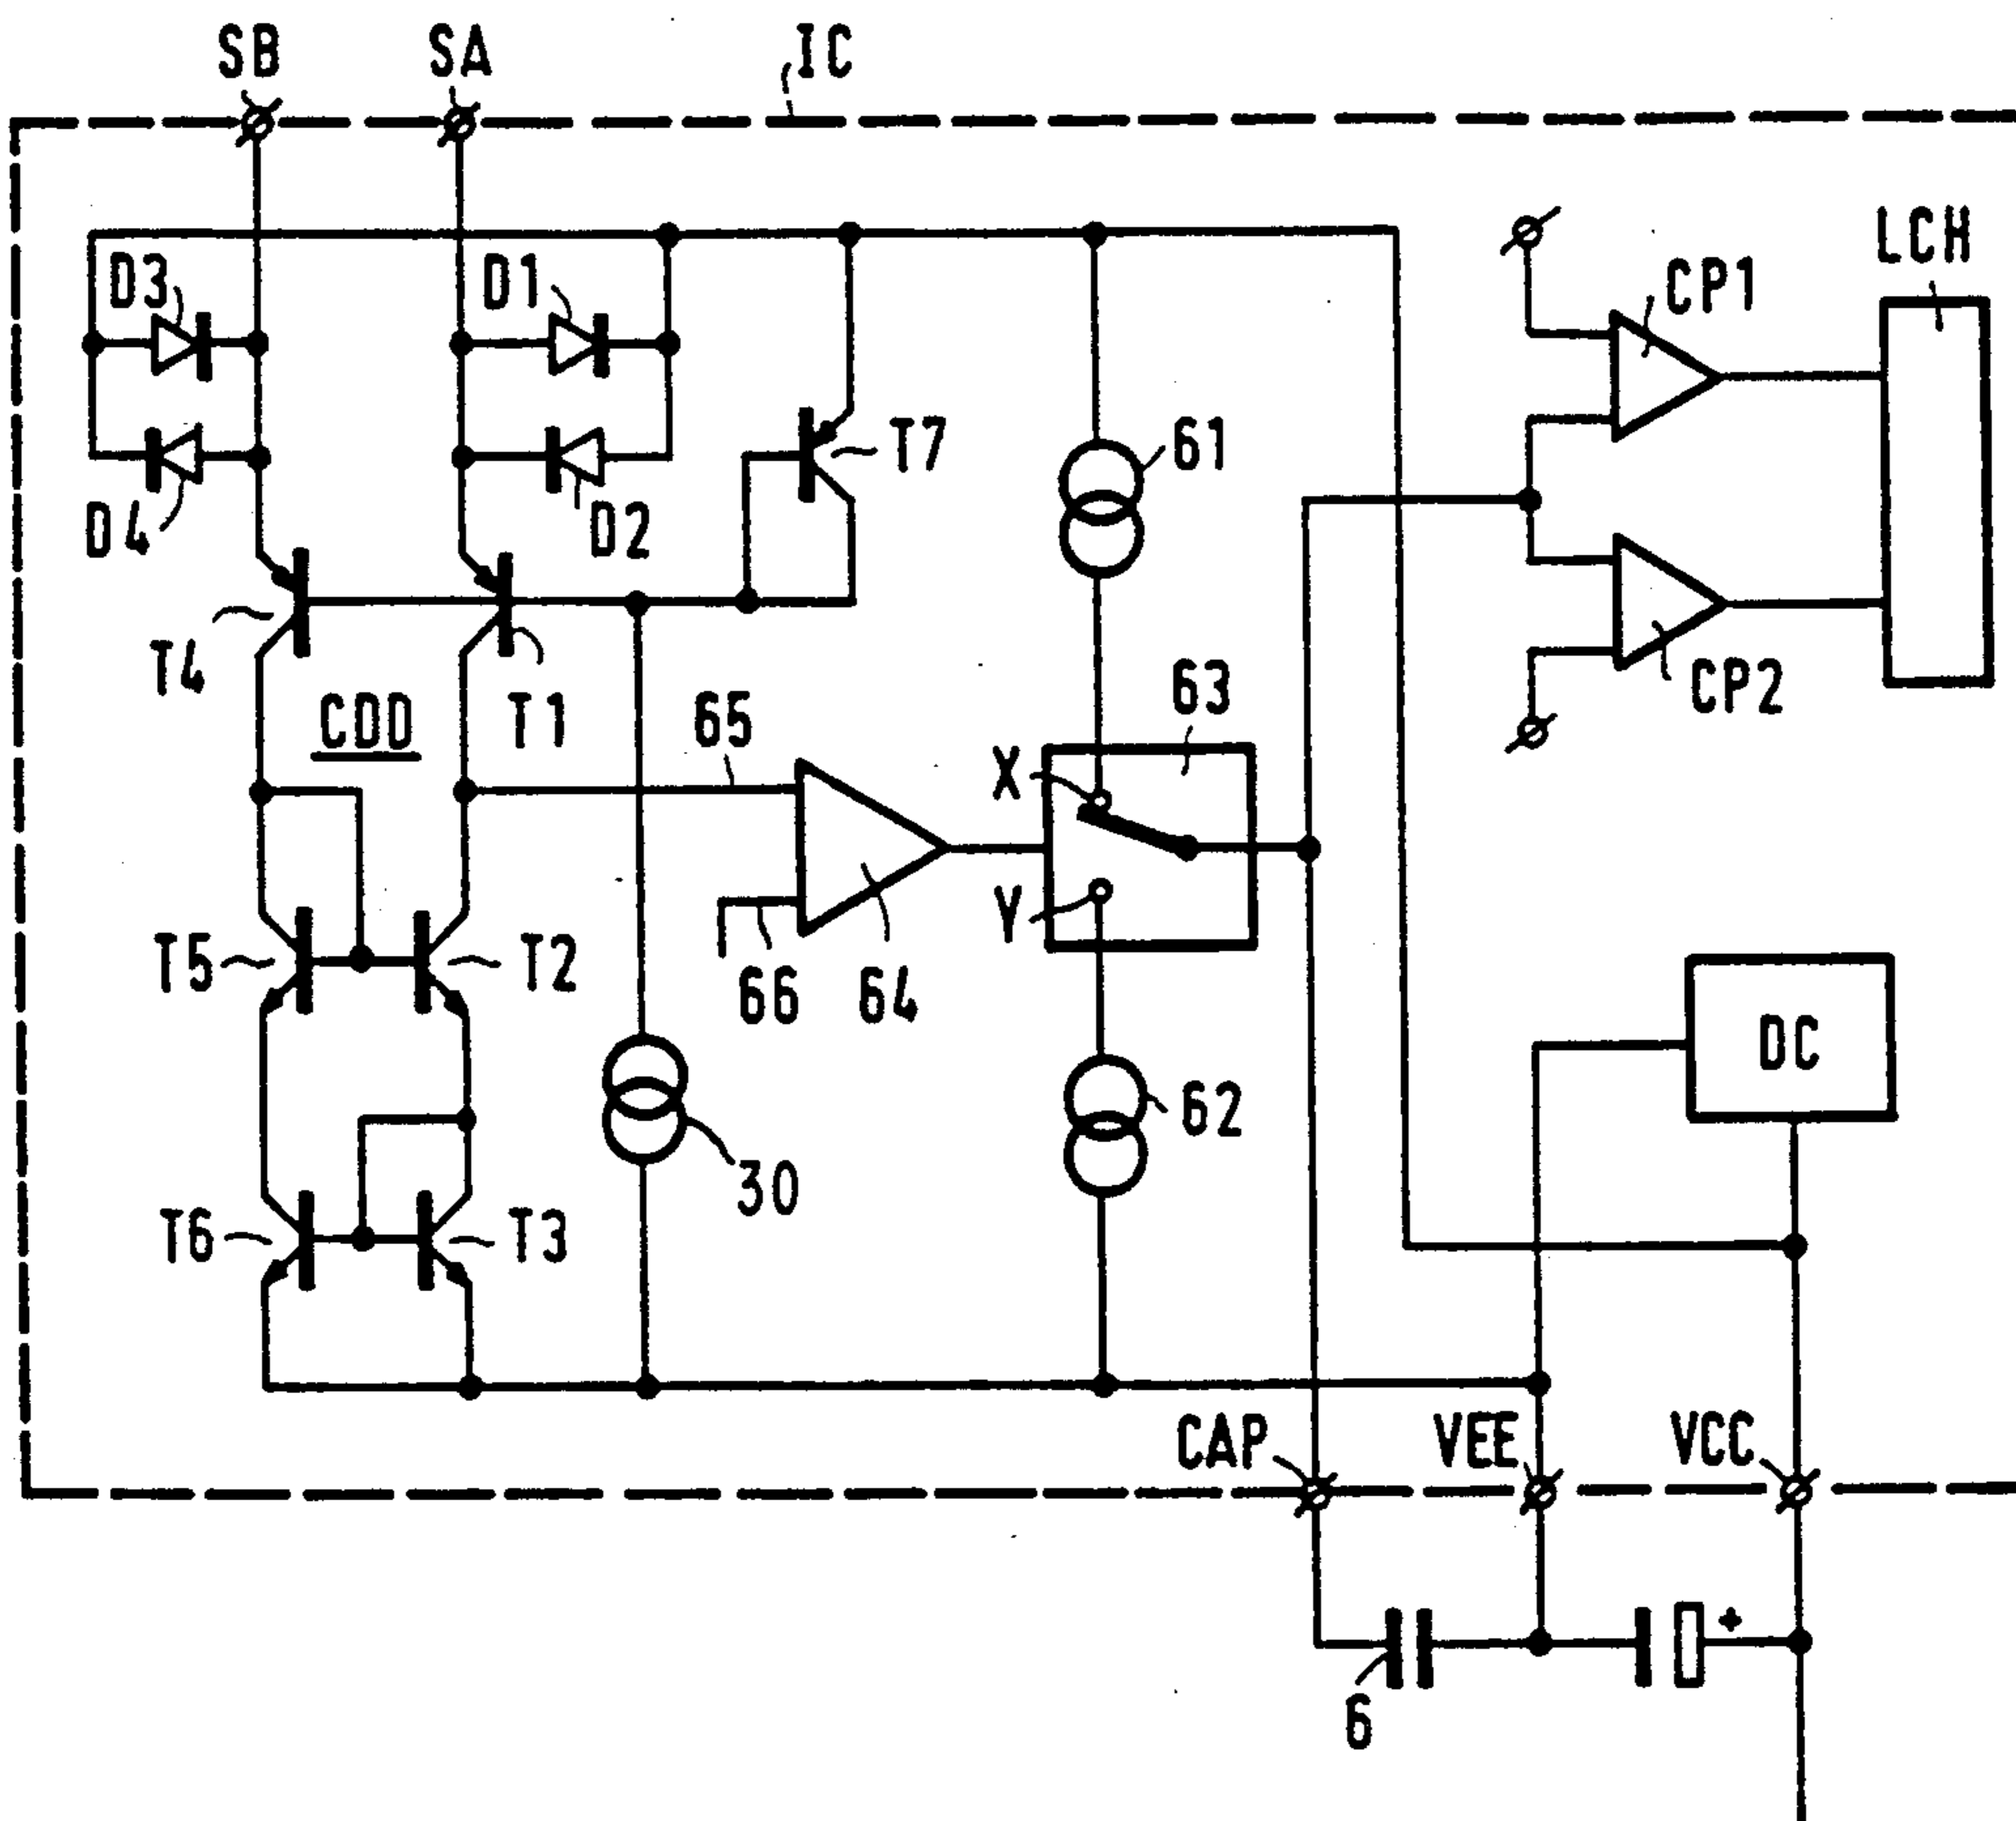 SB SA IC
D3 D1 CP1 LCH
T7 61
D4 D2
T4 CDD T1 65 63 CP2
X
Y
T5 T2 66 64 DC
62
30
T6 T3
CAP VEE VCC
+
6